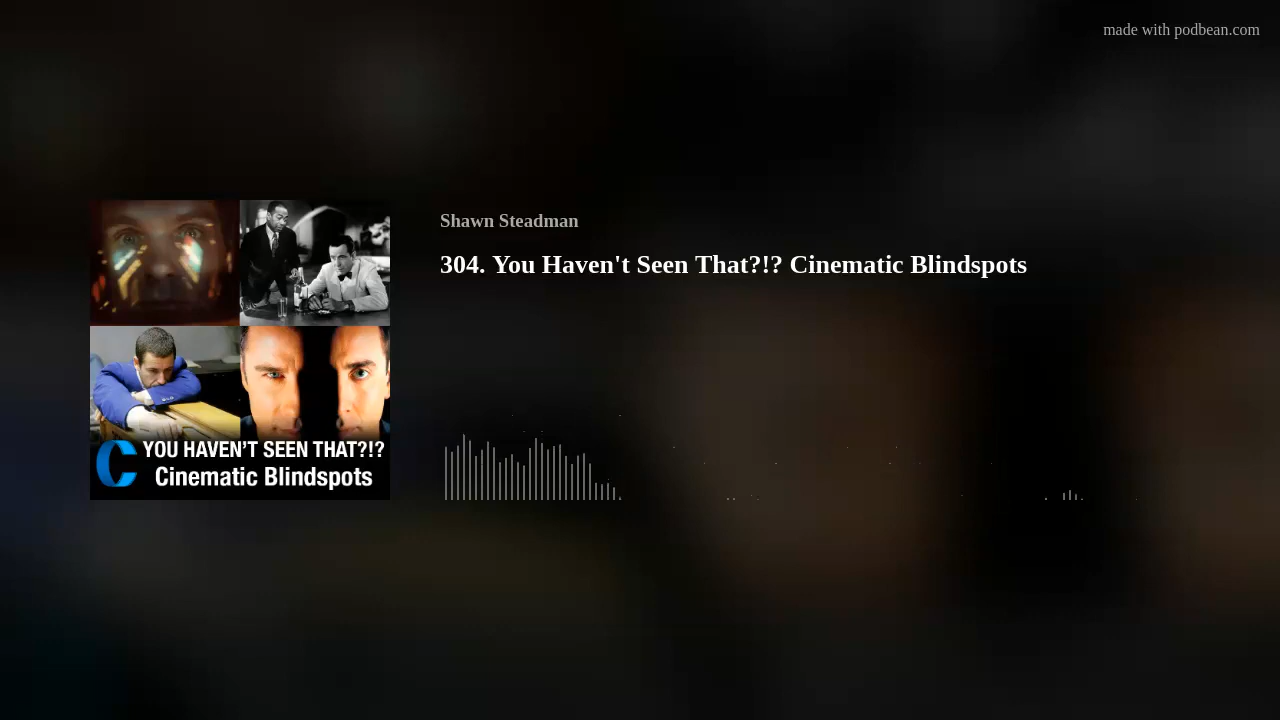 made with podbean.com
Shawn Steadman
304. You Haven't Seen That?!? Cinematic Blindspots
YOU HAVEN'T SEEN THAT?!?
Cinematic Blindspots